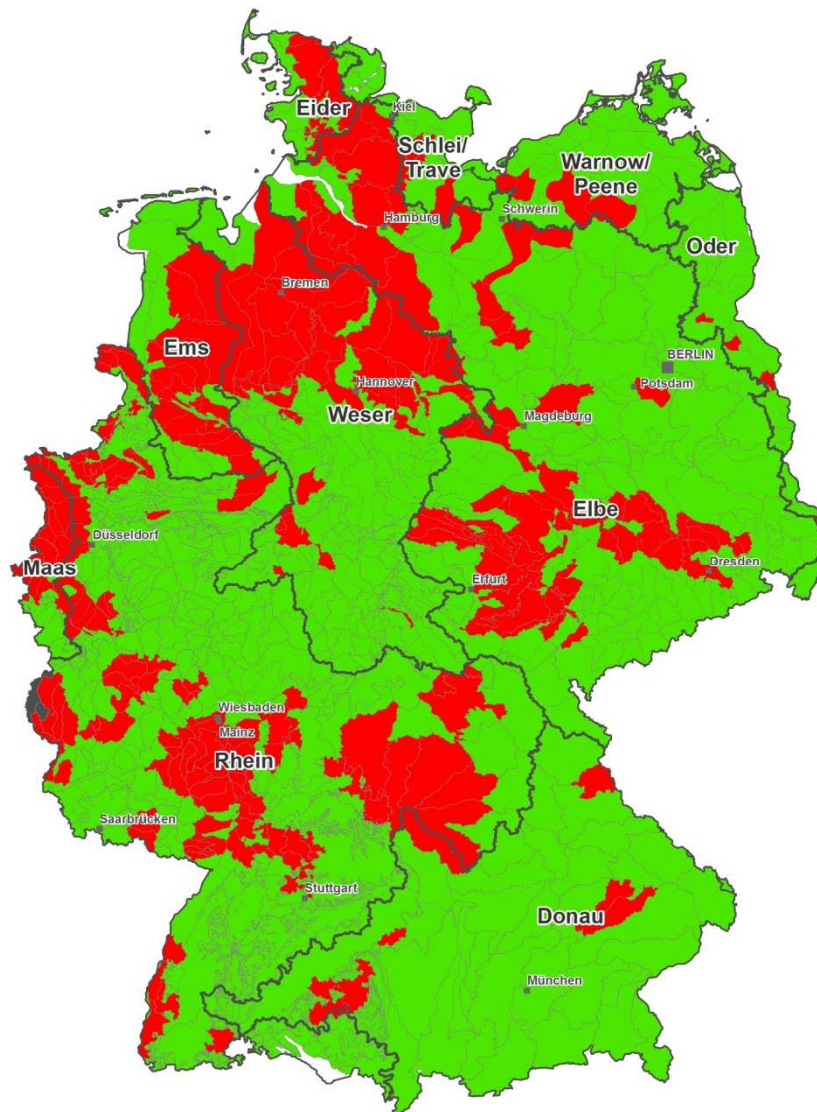 Eider
Kiel
Schlei/
Trave
Warnow/
Peene
Hamburg
Schwerin
Oder
Bremen
Ems
BERLIN
Hannover
Potsdam
Weser
Magdeburg
Elbe
Düsseldorf
Maas
Dresden
Erfurt
Wiesbaden
Mainz
Rhein
Saarbrücken
Stuttgart
Donau
München